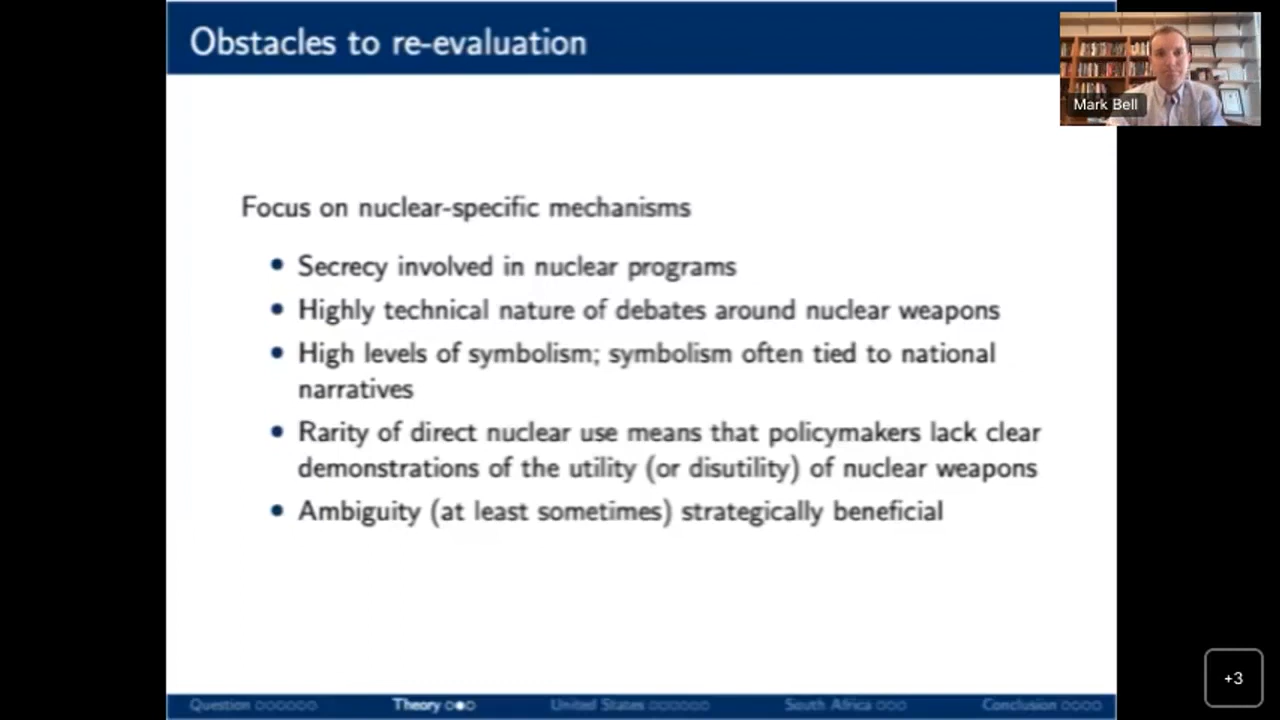 Obstacles to re-evaluation
Mark Bell
Focus on nuclear-specific mechanisms
Secrecy involved in nuclear programs
Highly technical nature of debates around nuclear weapons
High levels of symbolism; symbolism often tied to national
narratives
Rarity of direct nuclear use means that policymakers lack clear
demonstrations of the utility (or disutility) of nuclear weapons
Ambiguity (at least sometimes) strategically beneficial
Question Theory United States South Africa Conclusion
+3